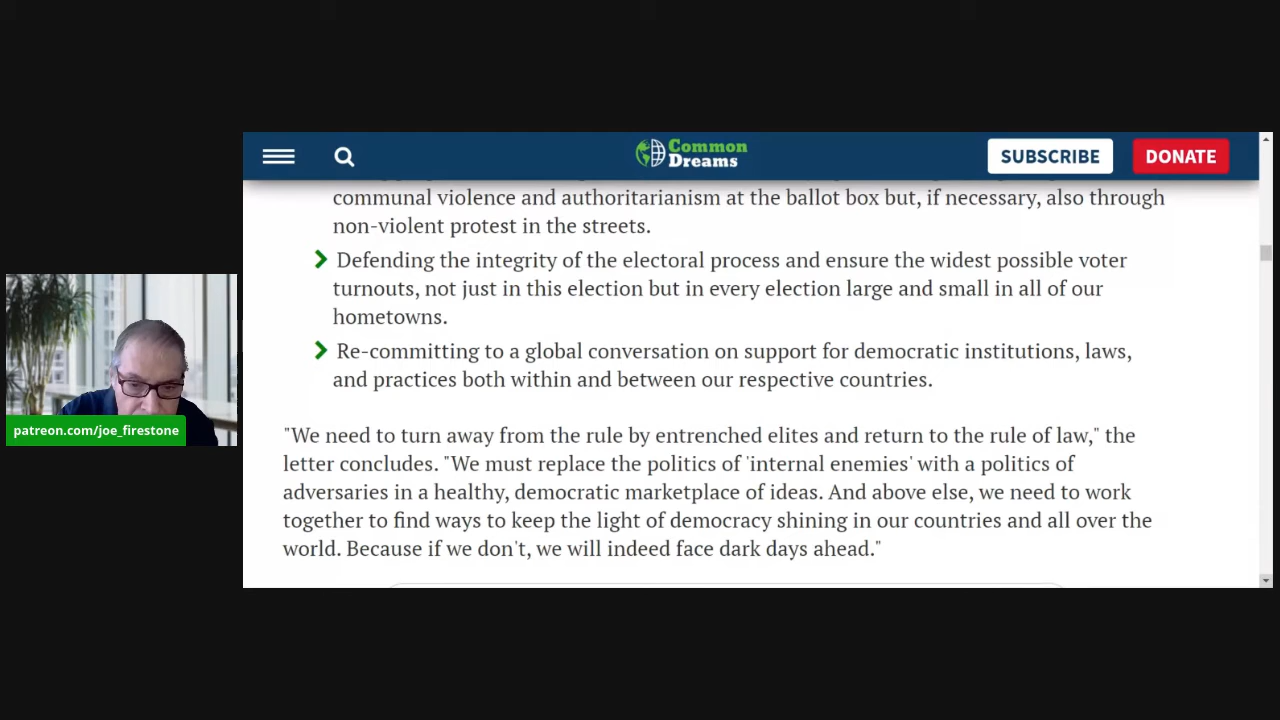 Common
Dreams
SUBSCRIBE
DONATE
communal violence and authoritarianism at the ballot box but, if necessary, also through
non-violent protest in the streets.
Defending the integrity of the electoral process and ensure the widest possible voter
turnouts, not just in this election but in every election large and small in all of our
hometowns.
Re-committing to a global conversation on support for democratic institutions, laws,
and practices both within and between our respective countries.
"We need to turn away from the rule by entrenched elites and return to the rule of law," the
letter concludes. "We must replace the politics of 'internal enemies' with a politics of
adversaries in a healthy, democratic marketplace of ideas. And above else, we need to work
together to find ways to keep the light of democracy shining in our countries and all over the
world. Because if we don't, we will indeed face dark days ahead."
patreon.com/joe_firestone